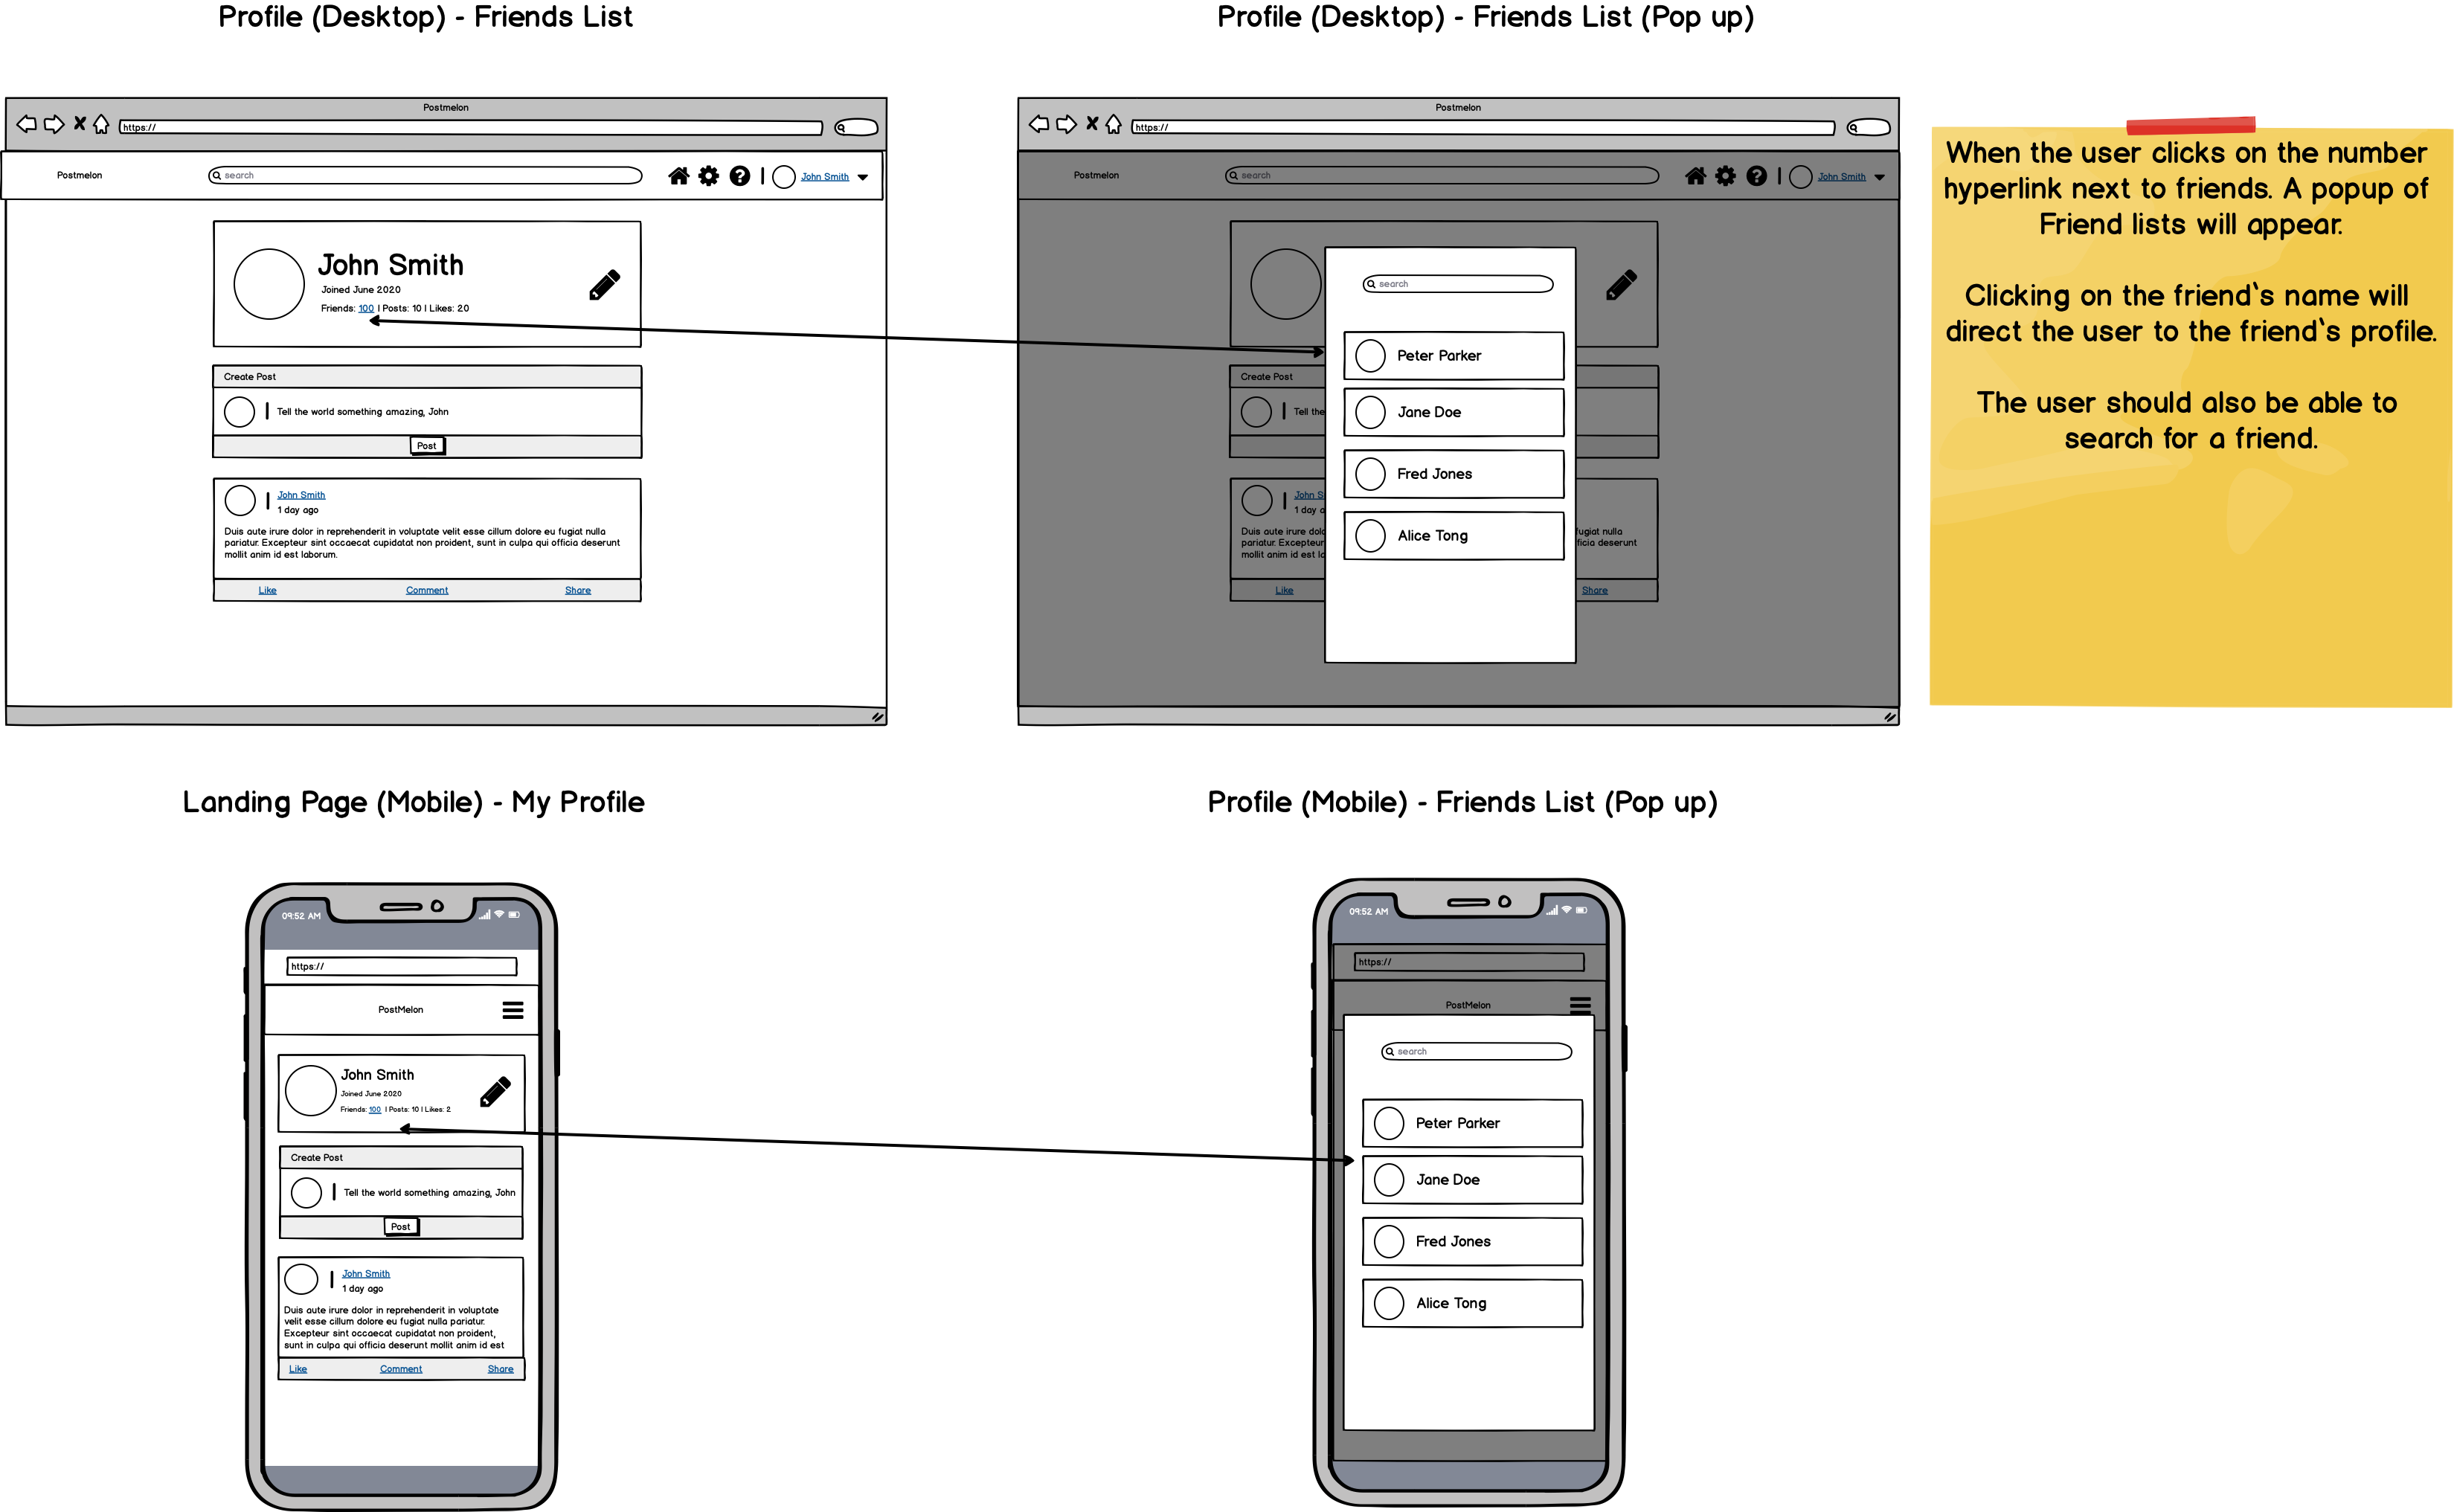 Profile (Desktop) - Friends List
Postmelon
https://
Postmelon
search
John Smith
John Smith
Joined June 2020
Friends: 100 | Posts: 10 | Likes: 20
Create Post
Tell the world something amazing, John
Post
John Smith
1 day ago
Duis aute irure dolor in reprehenderit in voluptate velit esse cillum dolore eu fugiat nulla
pariatur. Excepteur sint occaecat cupidatat non proident, sunt in culpa qui officia deserunt
mollit anim id est laborum.
Like
Comment
Share
Profile (Desktop) - Friends List (Pop up)
Postmelon
https://
Postmelon
search
John Smith
search
Peter Parker
Jane Doe
Fred Jones
Alice Tong
Create Post
Tell the
John S
1 day a
Duis aute irure dolo
fugiat nulla
pariatur. Excepteur
ficia deserunt
mollit anim id est la
Like
Share
When the user clicks on the number
hyperlink next to friends. A popup of
Friend lists will appear.
Clicking on the friend's name will
direct the user to the friend's profile.
The user should also be able to
search for a friend.
Landing Page (Mobile) - My Profile
09:52 AM
https://
PostMelon
John Smith
Joined June 2020
Friends: 100 | Posts: 10 | Likes: 2
Create Post
Tell the world something amazing, John
Post
John Smith
1 day ago
Duis aute irure dolor in reprehenderit in voluptate
velit esse cillum dolore eu fugiat nulla pariatur.
Excepteur sint occaecat cupidatat non proident,
sunt in culpa qui officia deserunt mollit anim id est
Like
Comment
Share
Profile (Mobile) - Friends List (Pop up)
09:52 AM
https://
PostMelon
search
Peter Parker
Jane Doe
Fred Jones
Alice Tong